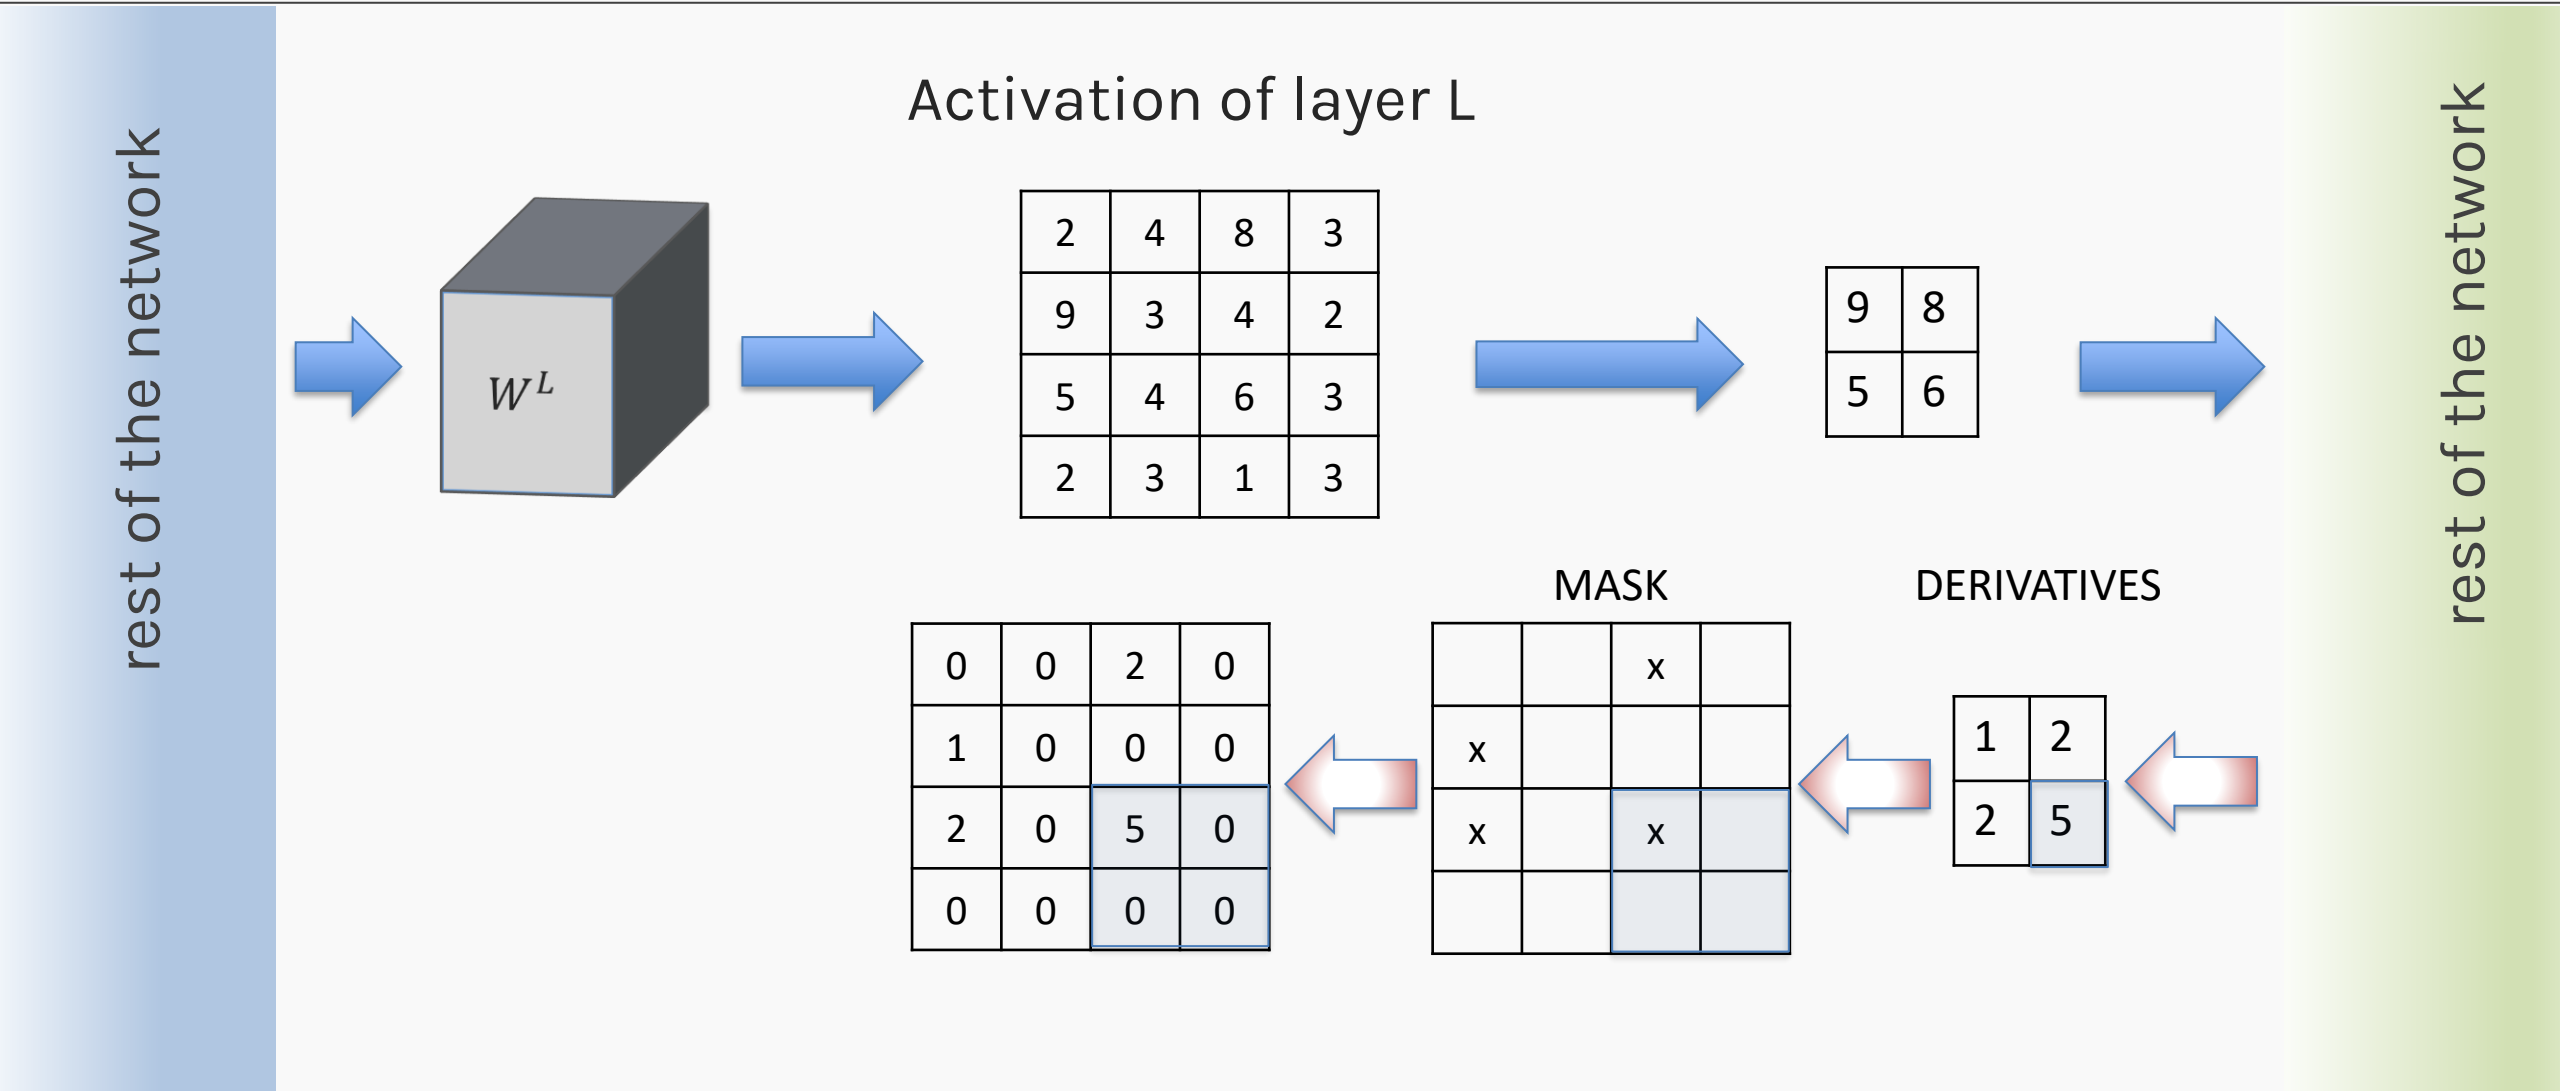 Activation of layer L
rest of the network
W^L
2 4 8 3
9 3 4 2
5 4 6 3
2 3 1 3
9 8
5 6
rest of the network
MASK
DERIVATIVES
0 0 2 0
1 0 0 0
2 0 5 0
0 0 0 0
x
x
x x
1 2
2 5